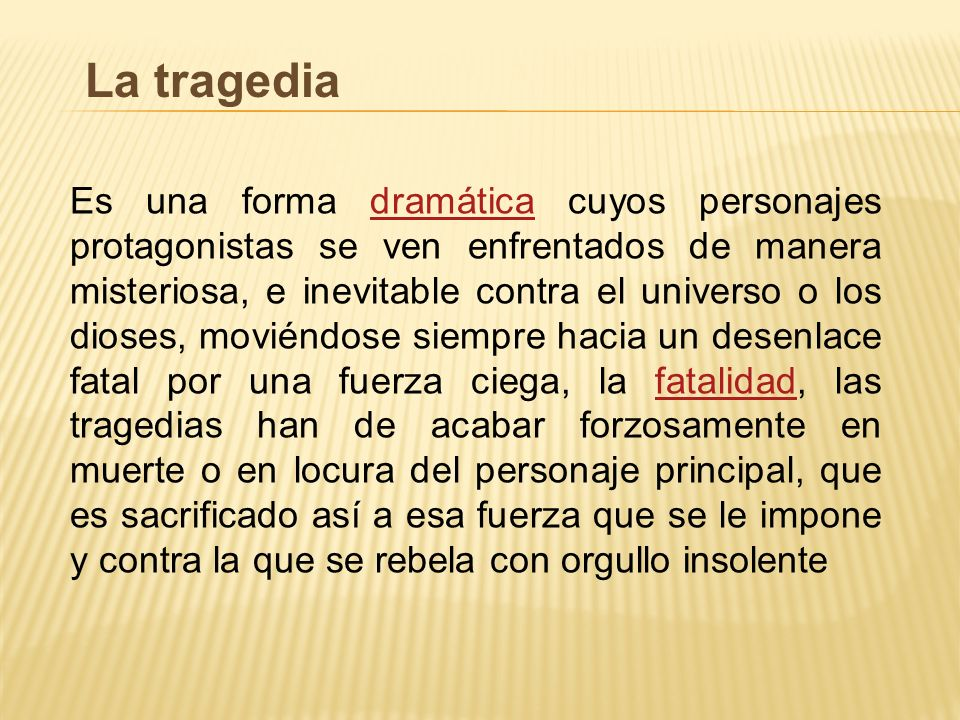 La tragedia
Es una forma dramática cuyos personajes
protagonistas se ven enfrentados de manera
misteriosa, e inevitable contra el universo o los
dioses, moviéndose siempre hacia un desenlace
fatal por una fuerza ciega, la fatalidad, las
tragedias han de acabar forzosamente en
muerte o en locura del personaje principal, que
es sacrificado así a esa fuerza que se le impone
y contra la que se rebela con orgullo insolente